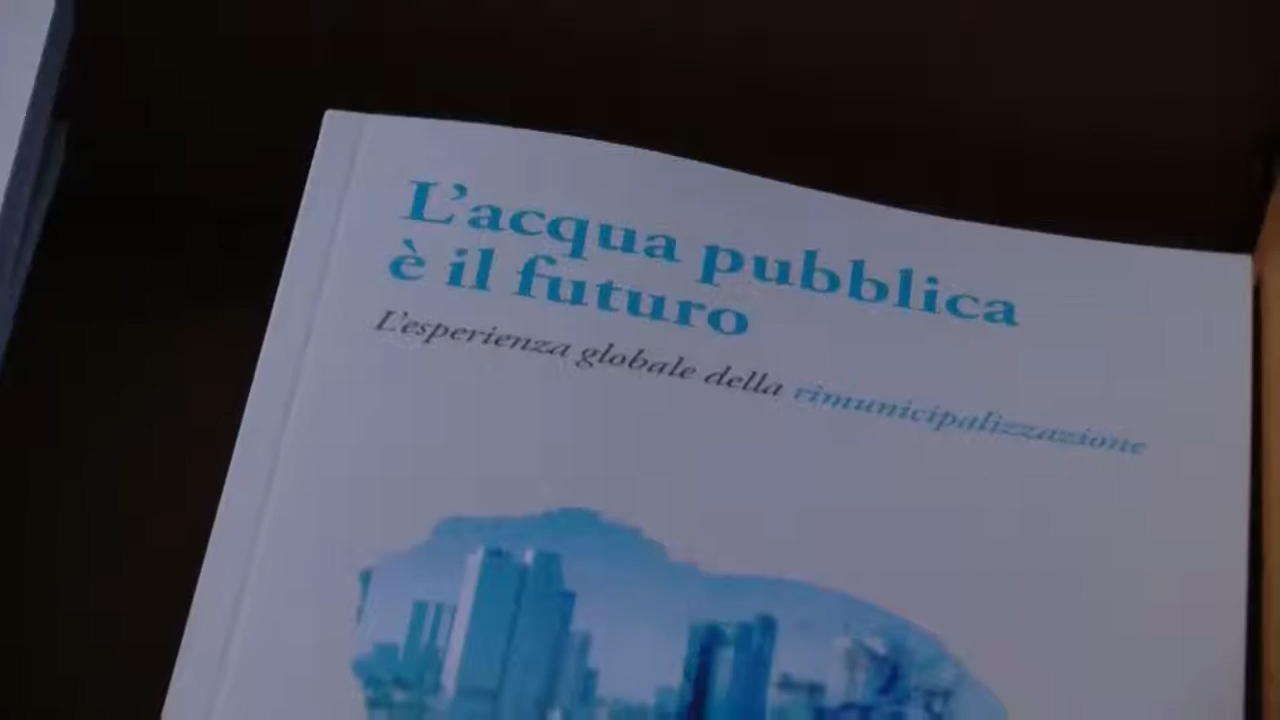 L'acqua pubblica
è il futuro
L'esperienza globale della rimunicipalizzazione